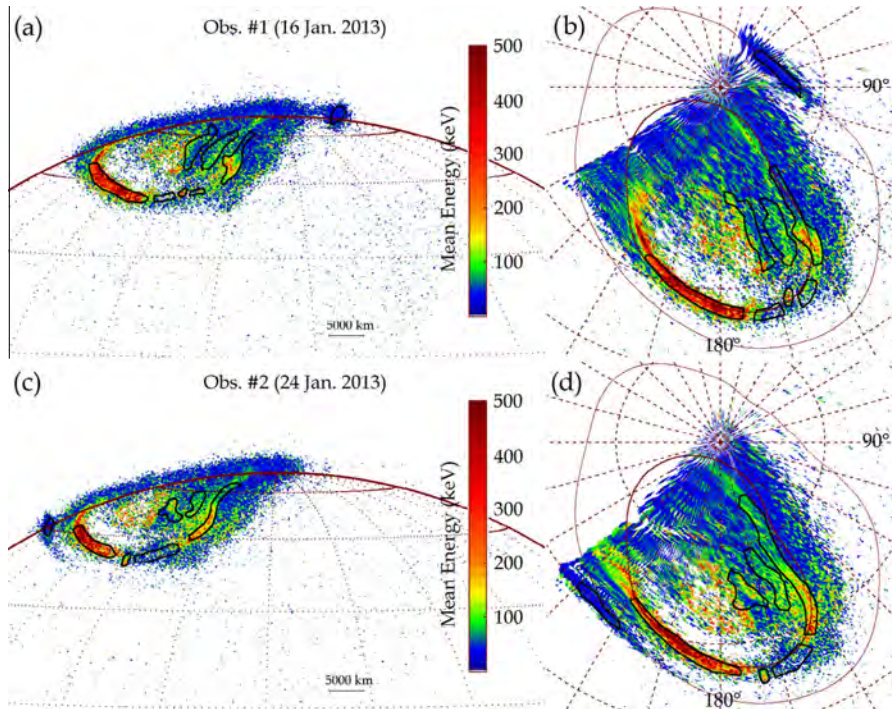 (a)
Obs. #1 (16 Jan. 2013)
500
400
300
200
100
Mean Energy (keV)
5000 km
(b)
90°
180°
(c)
Obs. #2 (24 Jan. 2013)
500
400
300
200
100
Mean Energy (keV)
5000 km
(d)
90°
180°